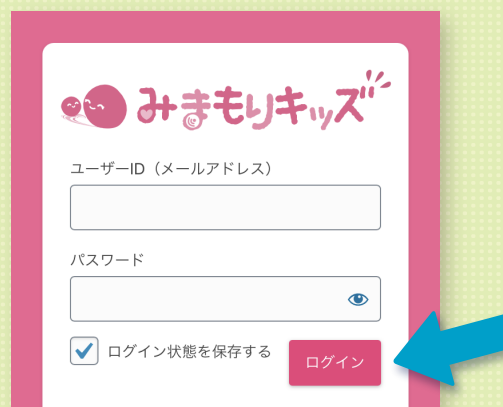 みまもりキッズ
ユーザーID（メールアドレス）
パスワード
ログイン状態を保存する
ログイン